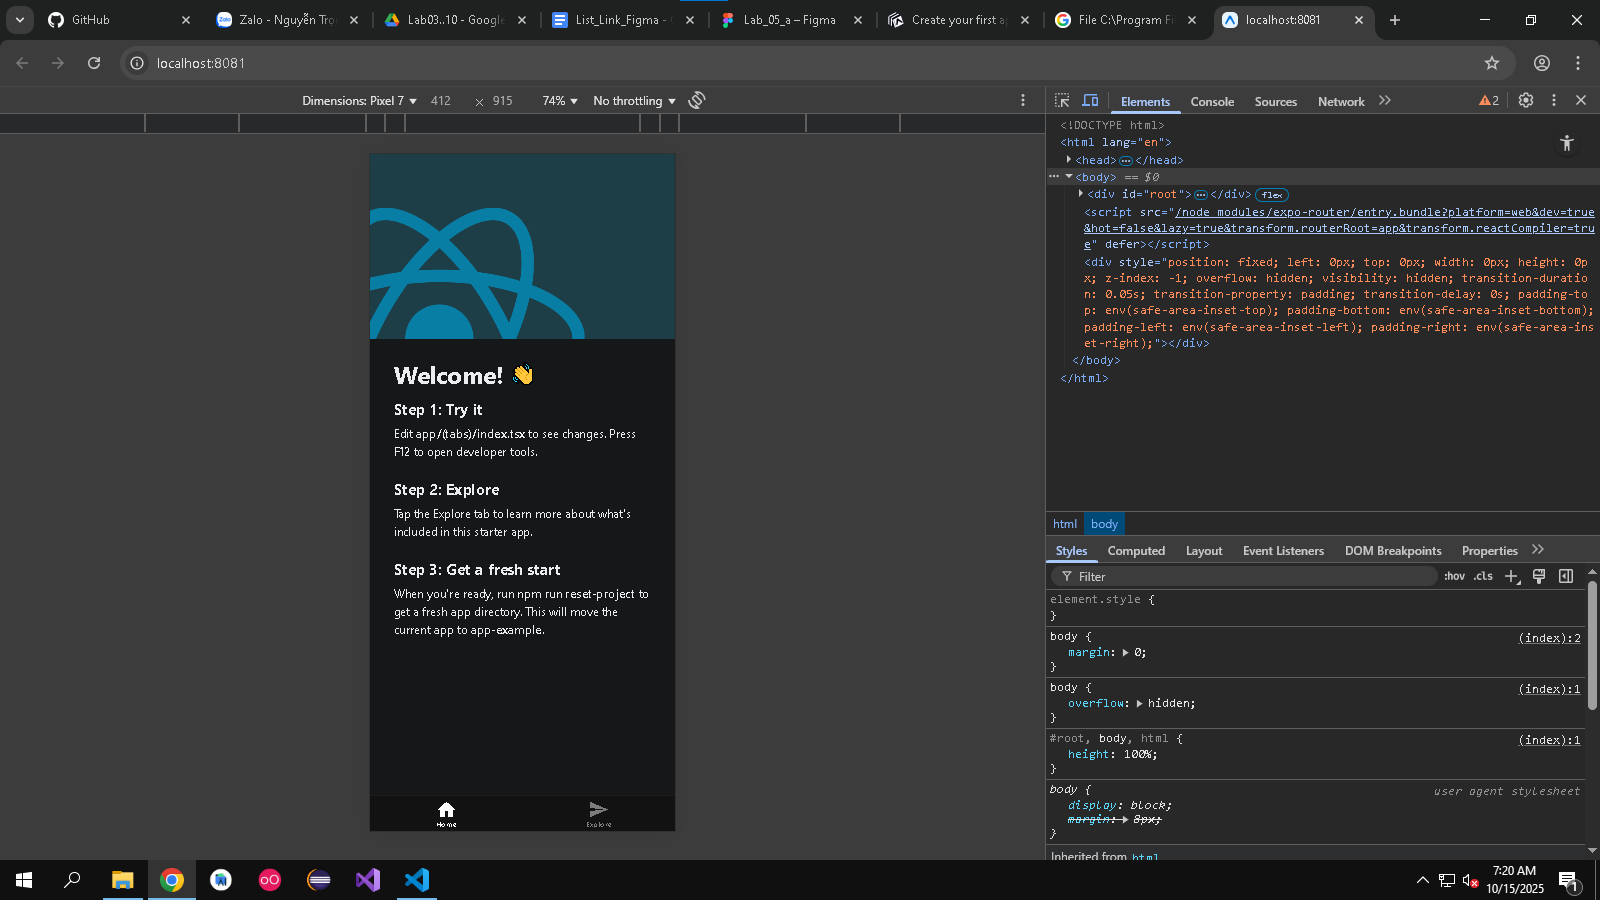 GitHub
Zalo - Nguyễn Trọ
Lab03..10 - Google
List_Link_Figma -
Lab_05_a – Figma
Create your first ap
File C:\Program Fi
localhost:8081
localhost:8081
Dimensions: Pixel 7 412 × 915 74% No throttling
Elements Console Sources Network 2
<!DOCTYPE html>
<html lang="en">
<head> </head>
<body> == $0
<div id="root"> </div> flex
<script src="/node_modules/expo-router/entry.bundle?platform=web&dev=true
&hot=false&lazy=true&transform.routerRoot=app&transform.reactCompiler=tru
e" defer></script>
<div style="position: fixed; left: 0px; top: 0px; width: 0px; height: 0p
x; z-index: -1; overflow: hidden; visibility: hidden; transition-duratio
n: 0.05s; transition-property: padding; transition-delay: 0s; padding-to
p: env(safe-area-inset-top); padding-bottom: env(safe-area-inset-bottom);
padding-left: env(safe-area-inset-left); padding-right: env(safe-area-ins
et-right);"></div>
</body>
</html>
Welcome! 👋
Step 1: Try it
Edit app/(tabs)/index.tsx to see changes. Press
F12 to open developer tools.
Step 2: Explore
Tap the Explore tab to learn more about what's
included in this starter app.
Step 3: Get a fresh start
When you're ready, run npm run reset-project to
get a fresh app directory. This will move the
current app to app-example.
Home
Explore
html body
Styles Computed Layout Event Listeners DOM Breakpoints Properties
Filter :hov .cls
element.style {
}
body { (index):2
margin: 0;
}
body { (index):1
overflow: hidden;
}
#root, body, html { (index):1
height: 100%;
}
body { user agent stylesheet
display: block;
margin: 8px;
}
Inherited from html
7:20 AM
10/15/2025
1